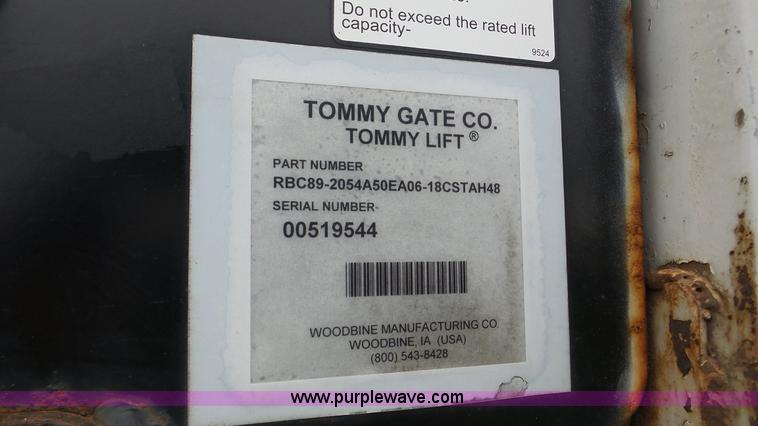 Do not exceed the rated lift
capacity-
9524
TOMMY GATE CO.
TOMMY LIFT ®
PART NUMBER
RBC89-2054A50EA06-18CSTAH48
SERIAL NUMBER
00519544
WOODBINE MANUFACTURING CO.
WOODBINE, IA (USA)
(800) 543-8428
www.purplewave.com